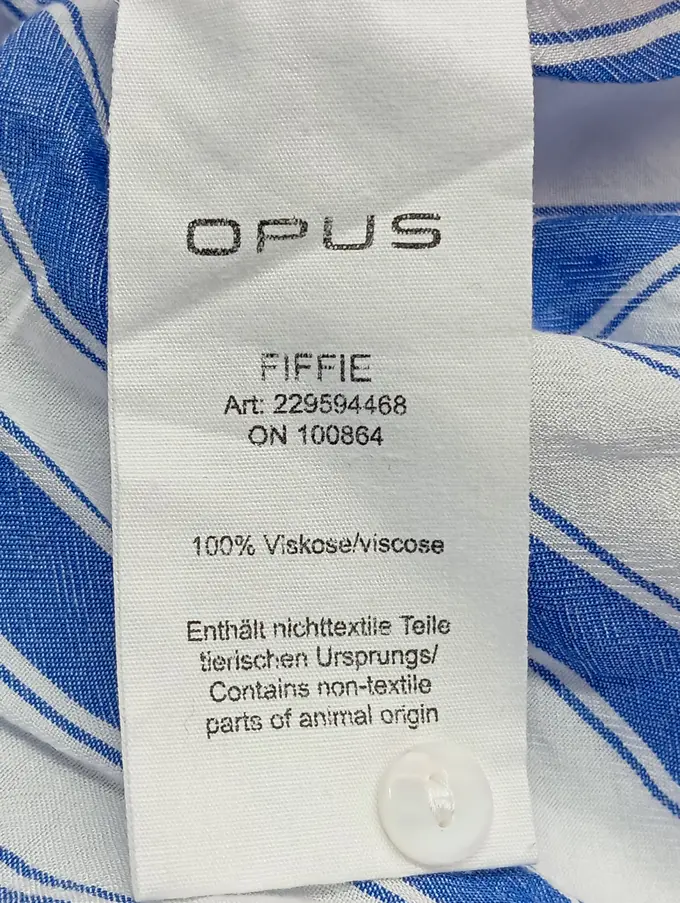 OPUS
FIFFIE
Art: 229594468
ON 100864
100% Viskose/viscose
Enthält nichttextile Teile
tierischen Ursprungs/
Contains non-textile
parts of animal origin